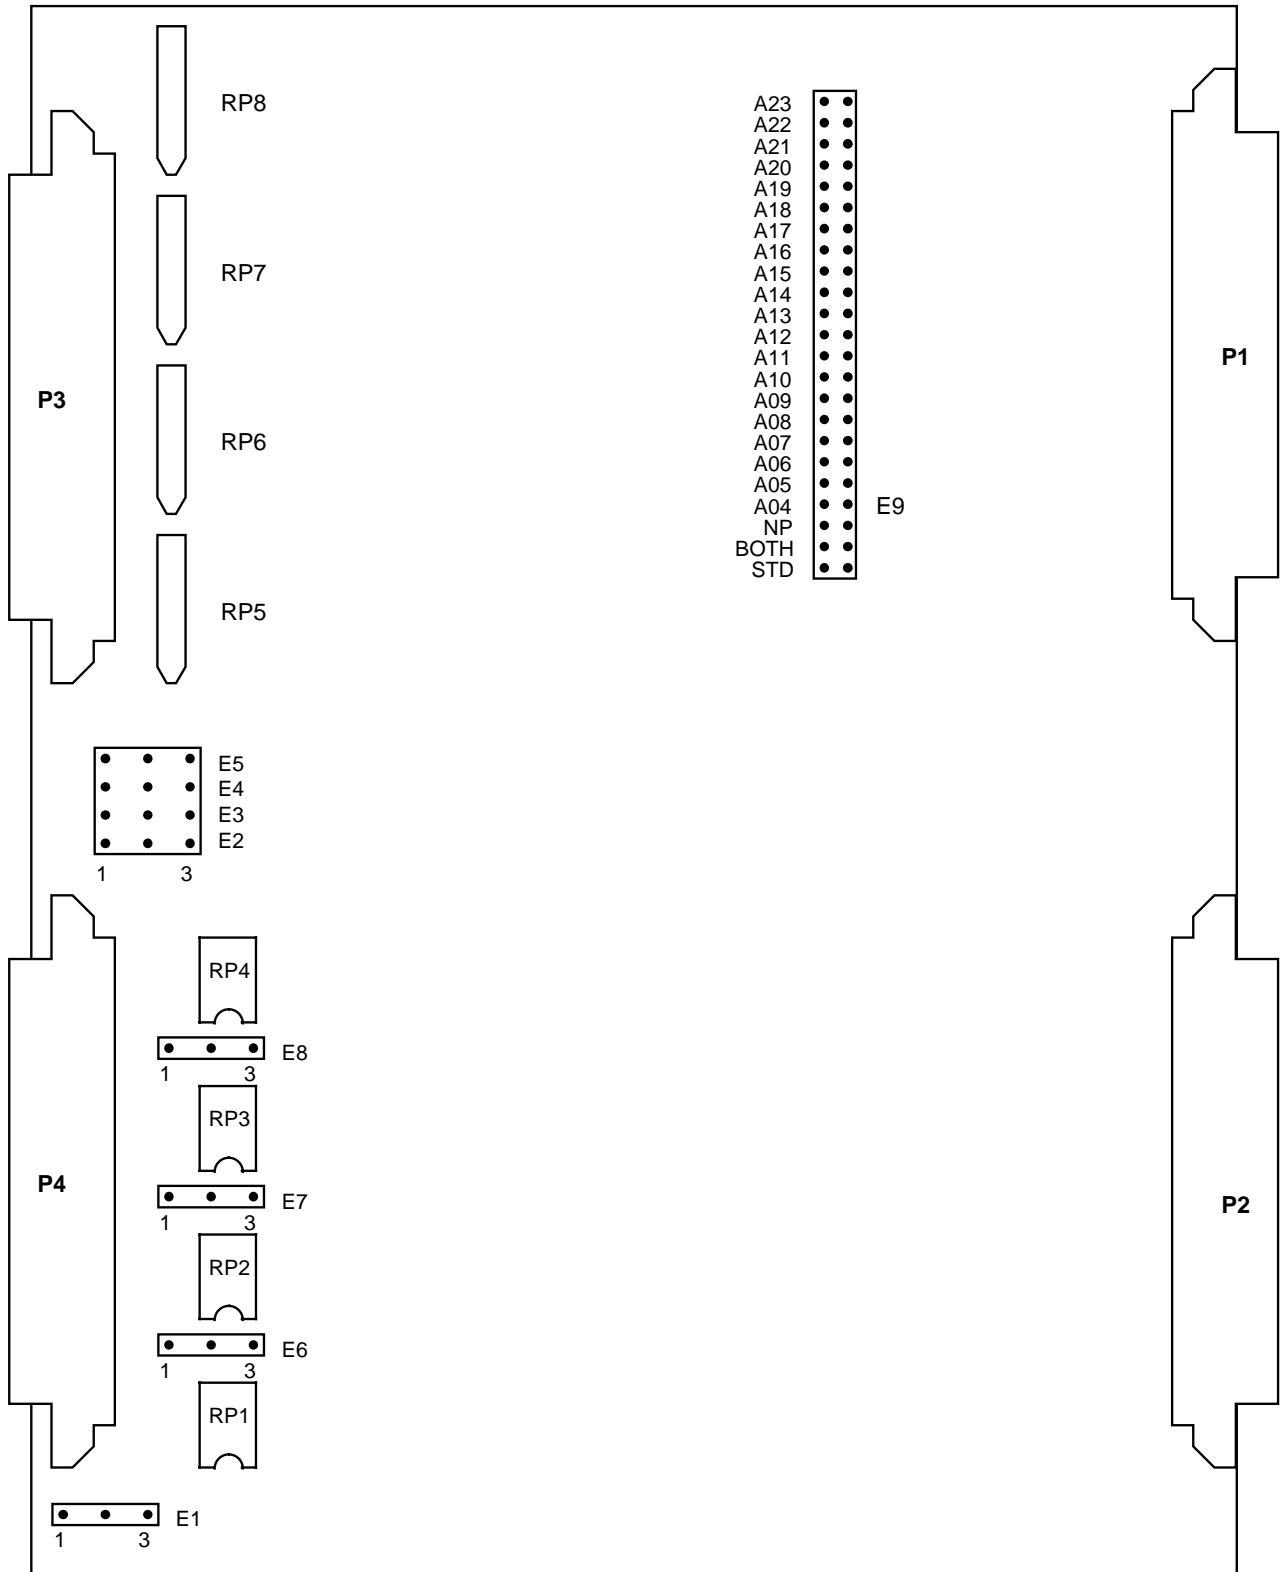 RP8
A23
A22
A21
A20
A19
A18
A17
A16
A15
A14
A13
A12
A11
A10
A09
A08
A07
A06
A05
A04 E9
NP
BOTH
STD
RP7
P1
P3
RP6
RP5
E5
E4
E3
E2
1 3
RP4
E8
1 3
RP3
P4
E7
1 3
P2
RP2
E6
1 3
RP1
E1
1 3